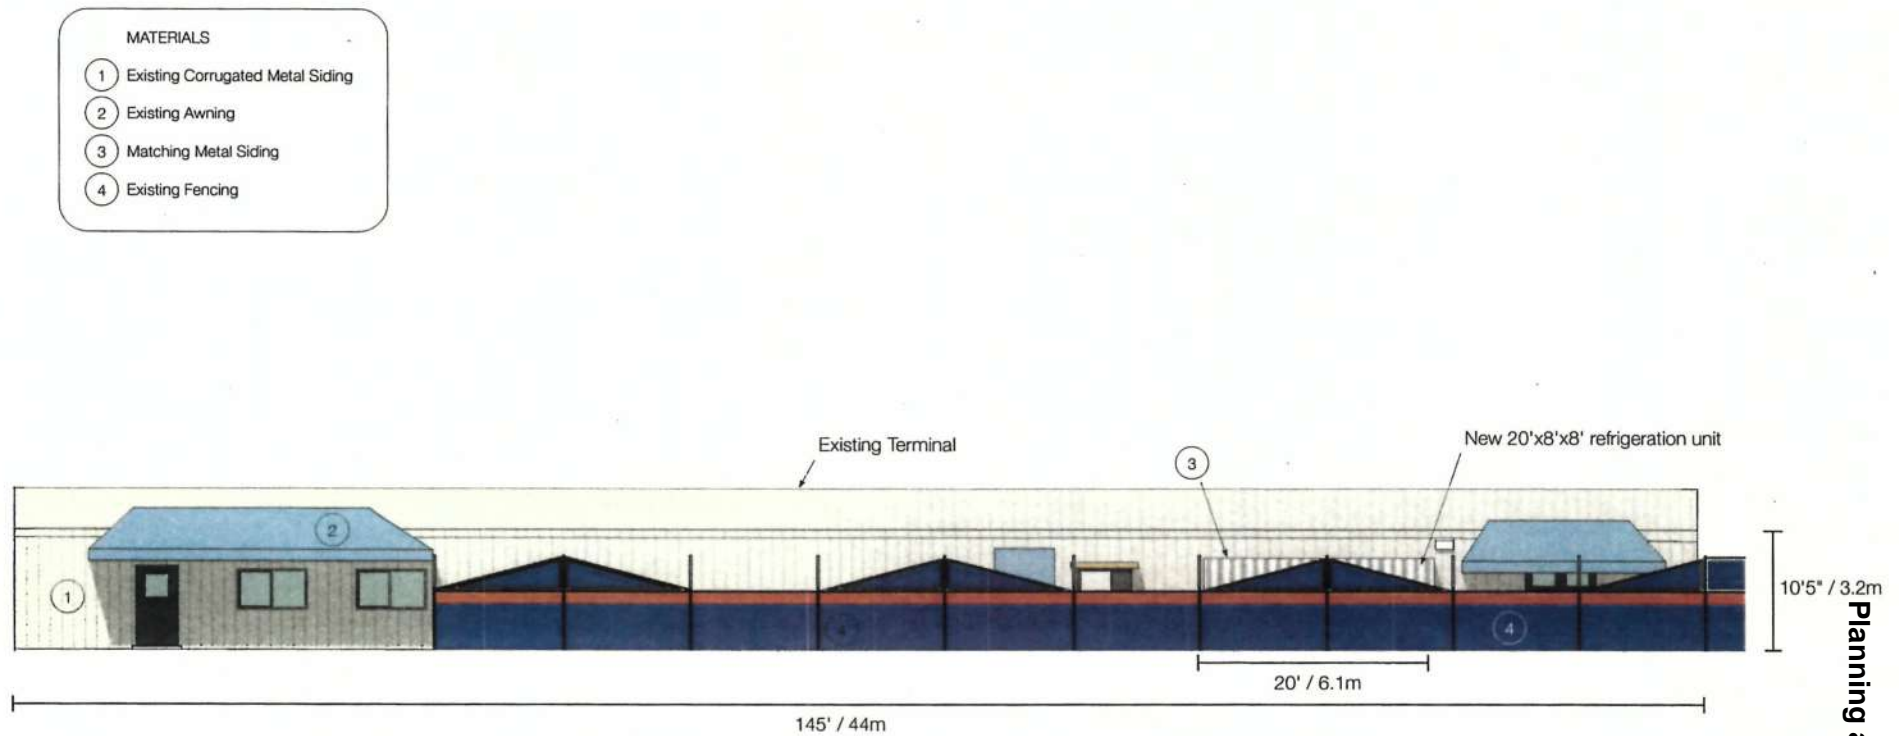 MATERIALS
1 Existing Corrugated Metal Siding
2 Existing Awning
3 Matching Metal Siding
4 Existing Fencing
Existing Terminal
3
New 20'x8'x8' refrigeration unit
2
1
4
4
10'5" / 3.2m
20' / 6.1m
145' / 44m
Planning